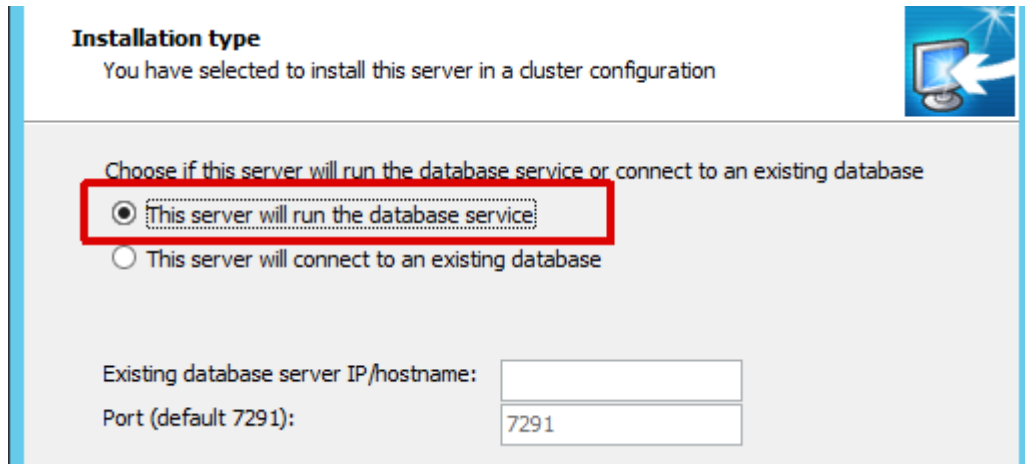 Installation type
You have selected to install this server in a cluster configuration
Choose if this server will run the database service or connect to an existing database
This server will run the database service
This server will connect to an existing database
Existing database server IP/hostname:
Port (default 7291):
7291